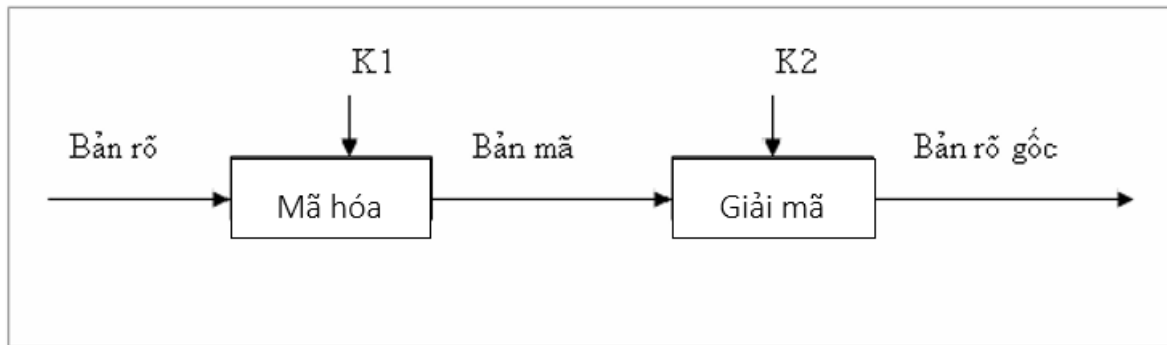 K1
K2
Bản rõ
Bản mã
Bản rõ gốc
Mã hóa
Giải mã